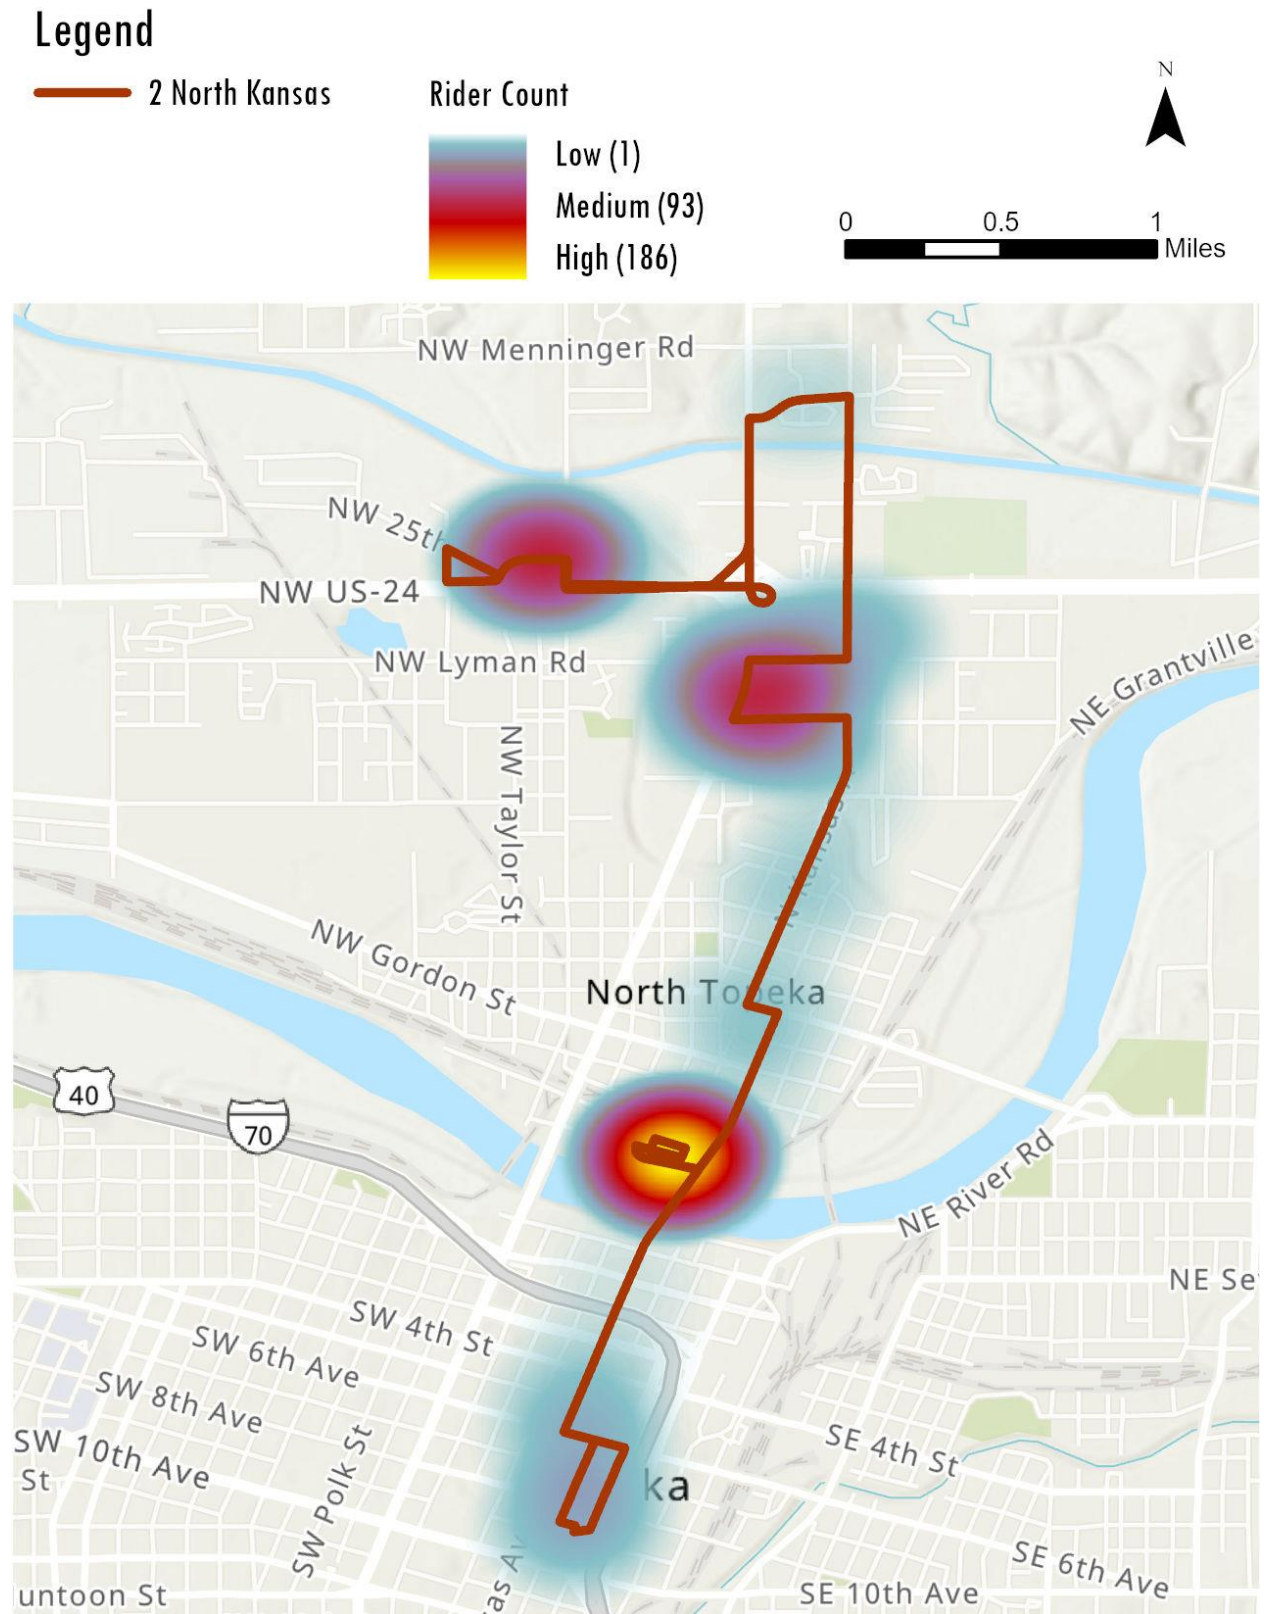 Legend
2 North Kansas
Rider Count
Low (1)
Medium (93)
High (186)
N
0 0.5 1
Miles
NW Menninger Rd
NW 25th
NW US-24
NW Lyman Rd
NE Grantville
NW Taylor St
N Kansas
NW Gordon St
North Topeka
40
70
NE River Rd
NE Se
SW 4th St
SW 6th Ave
SW 8th Ave
SW 10th Ave
St
SW Polk St
SE 4th St
ka
SE 6th Ave
as Av
untoon St
SE 10th Ave